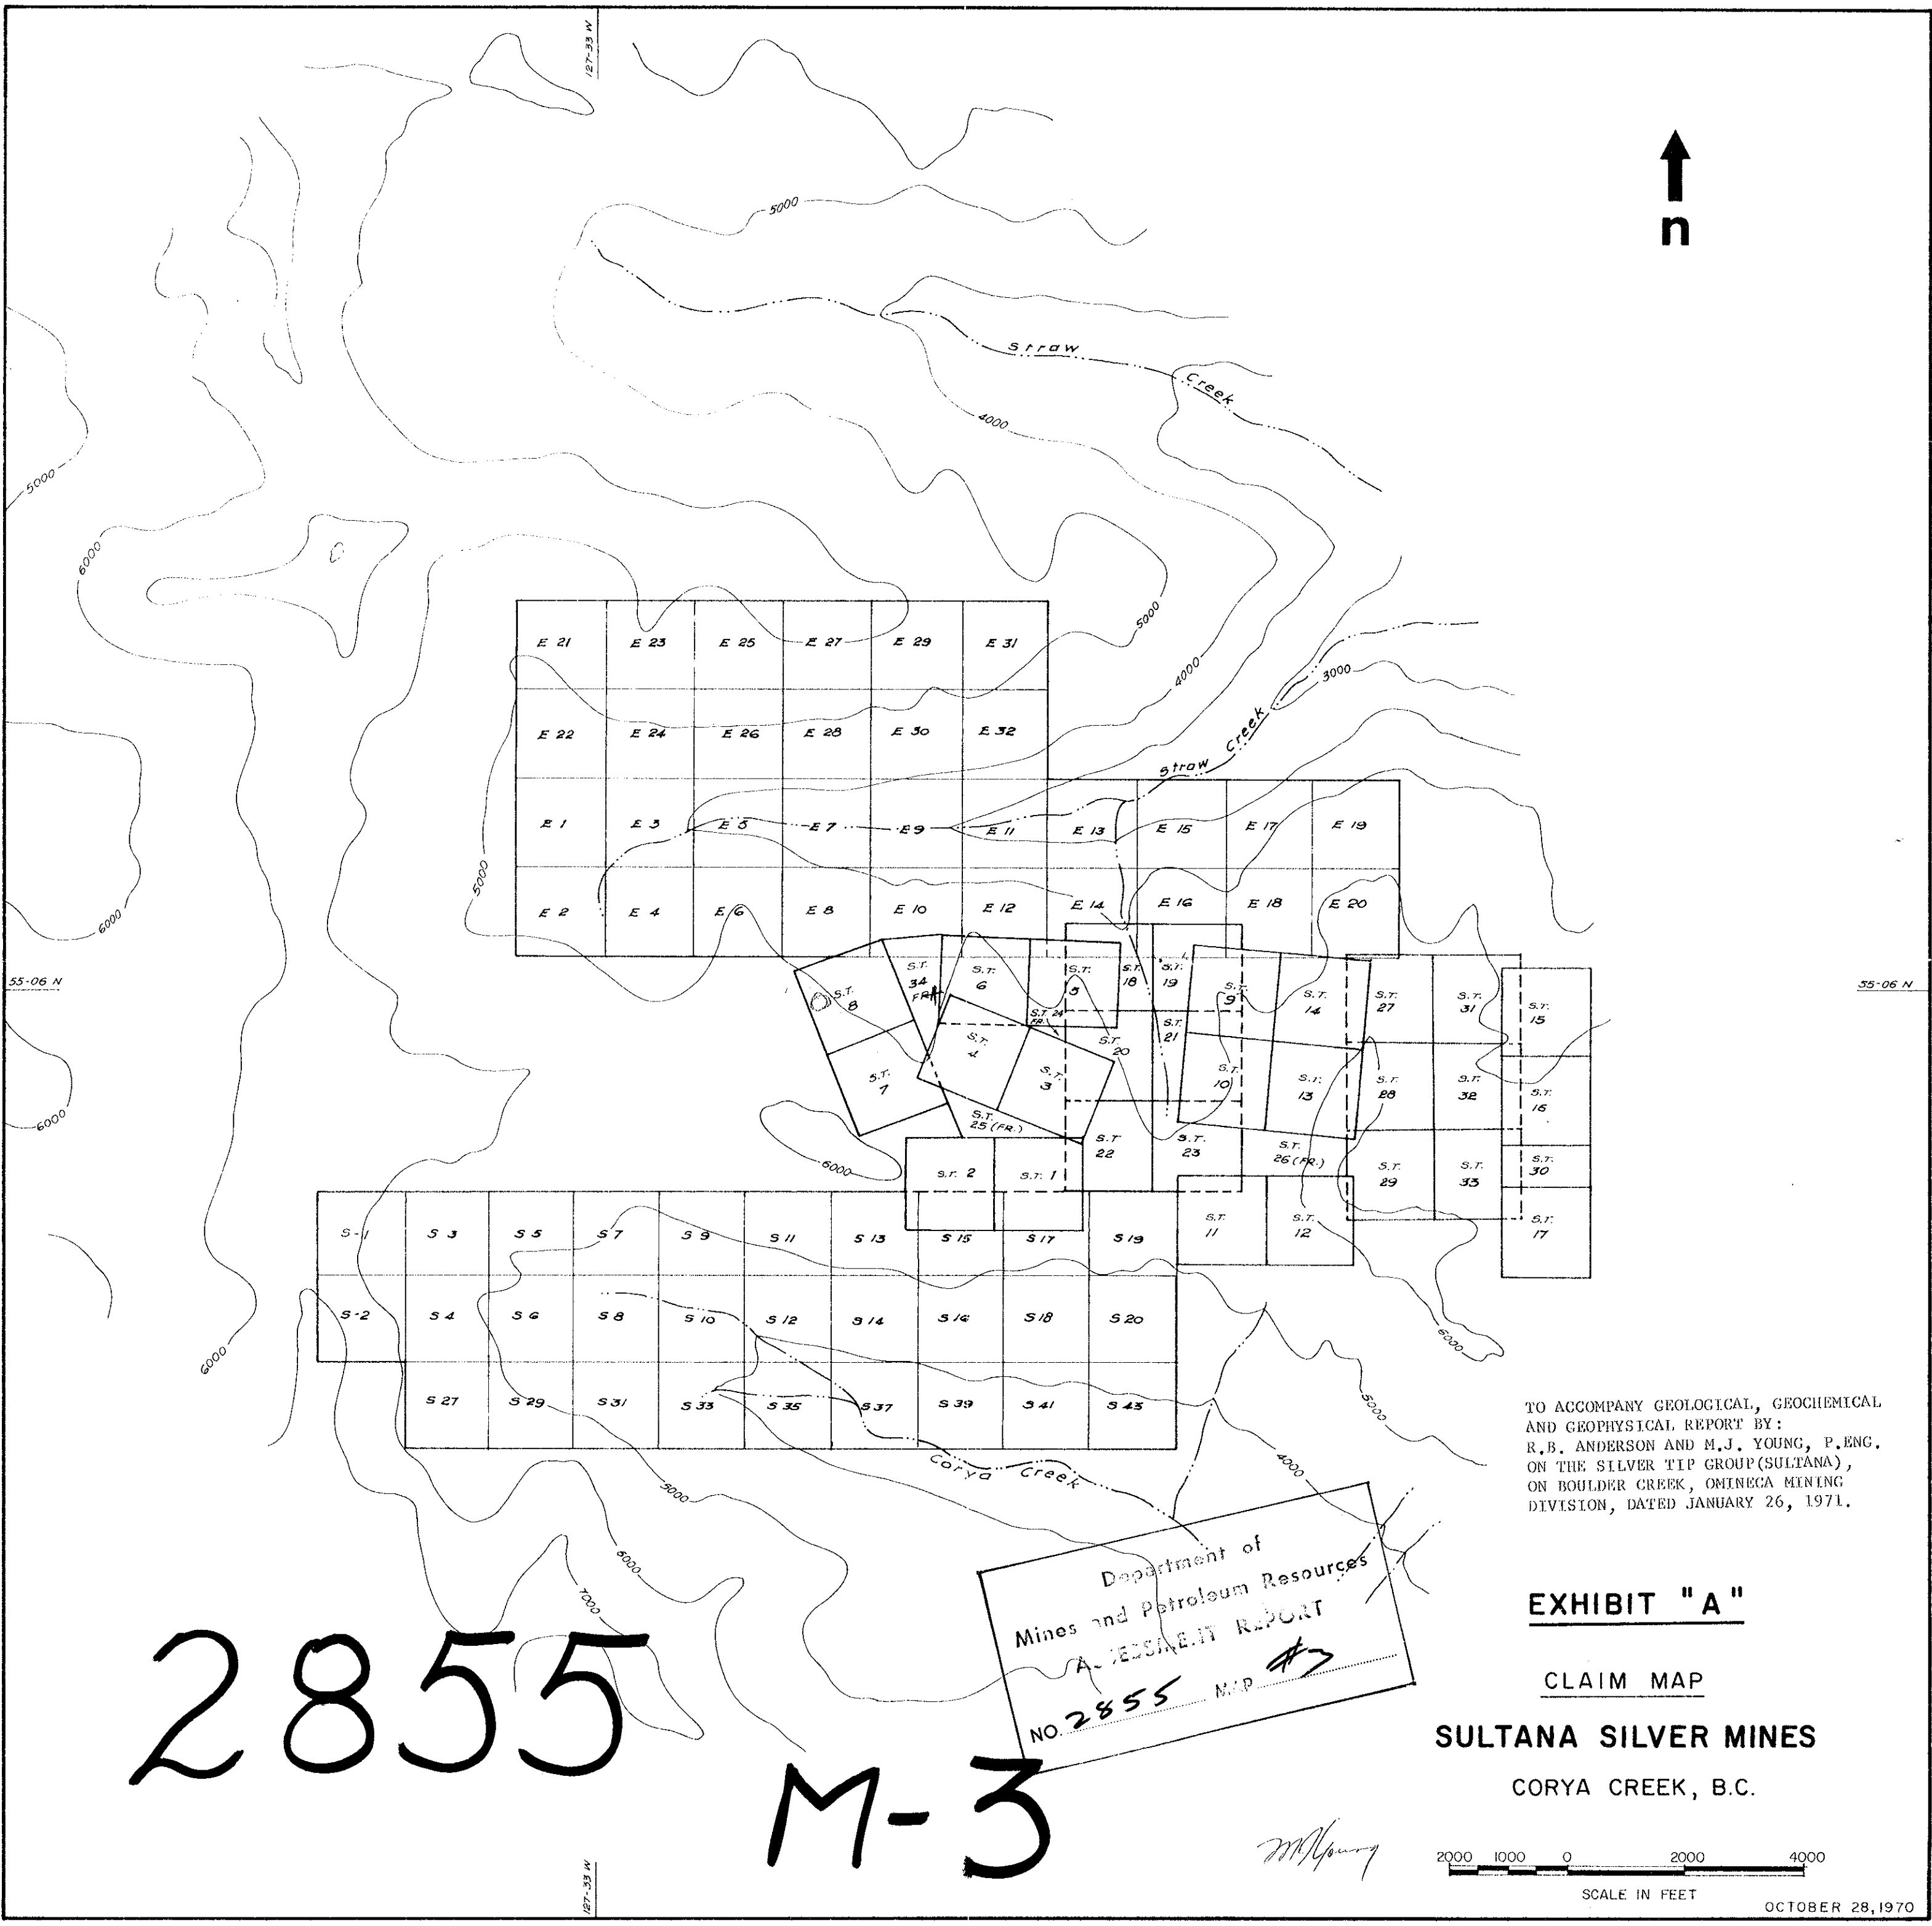 127-33 W
n
5000
Straw
Creek
4000
5000
6000
5000
4000
3000
Creek
Straw
E 21
E 23
E 25
E 27
E 29
E 31
E 22
E 24
E 26
E 28
E 30
E 32
E 1
E 3
E 5
E 7
E 9
E 11
E 13
E 15
E 17
E 19
5000
E 2
E 4
E 6
E 8
E 10
E 12
E 14
E 16
E 18
E 20
6000
55-06 N
55-06 N
S.T.
8
S.T.
34
FR
S.T.
6
S.T.
5
S.T.
18
S.T.
19
S.T.
9
S.T.
14
S.T.
27
S.T.
31
S.T.
15
S.T. 24
FR.
S.T.
4
S.T.
20
S.T.
21
S.T.
7
S.T.
3
S.T.
10
S.T.
13
S.T.
28
S.T.
32
S.T.
16
6000
S.T.
25 (FR.)
S.T.
22
S.T.
23
S.T.
26 (FR.)
S.T.
29
S.T.
33
S.T.
30
6000
S.T. 2
S.T. 1
S.T.
11
S.T.
12
S.T.
17
S-1
S 3
S 5
S 7
S 9
S 11
S 13
S 15
S 17
S 19
S-2
S 4
S 6
S 8
S 10
S 12
S 14
S 16
S 18
S 20
6000
6000
S 27
S 29
S 31
S 33
S 35
S 37
S 39
S 41
S 43
5000
Corya Creek
4000
5000
6000
7000
TO ACCOMPANY GEOLOGICAL, GEOCHEMICAL
AND GEOPHYSICAL REPORT BY:
R.B. ANDERSON AND M.J. YOUNG, P.ENG.
ON THE SILVER TIP GROUP(SULTANA),
ON BOULDER CREEK, OMINECA MINING
DIVISION, DATED JANUARY 26, 1971.
Department of
Mines and Petroleum Resources
ASSESSMENT REPORT
NO. 2855 MAP #3
2855
M-3
EXHIBIT "A"
CLAIM MAP
SULTANA SILVER MINES
CORYA CREEK, B.C.
MJYoung
2000 1000 0 2000 4000
SCALE IN FEET
OCTOBER 28,1970
127-33 W